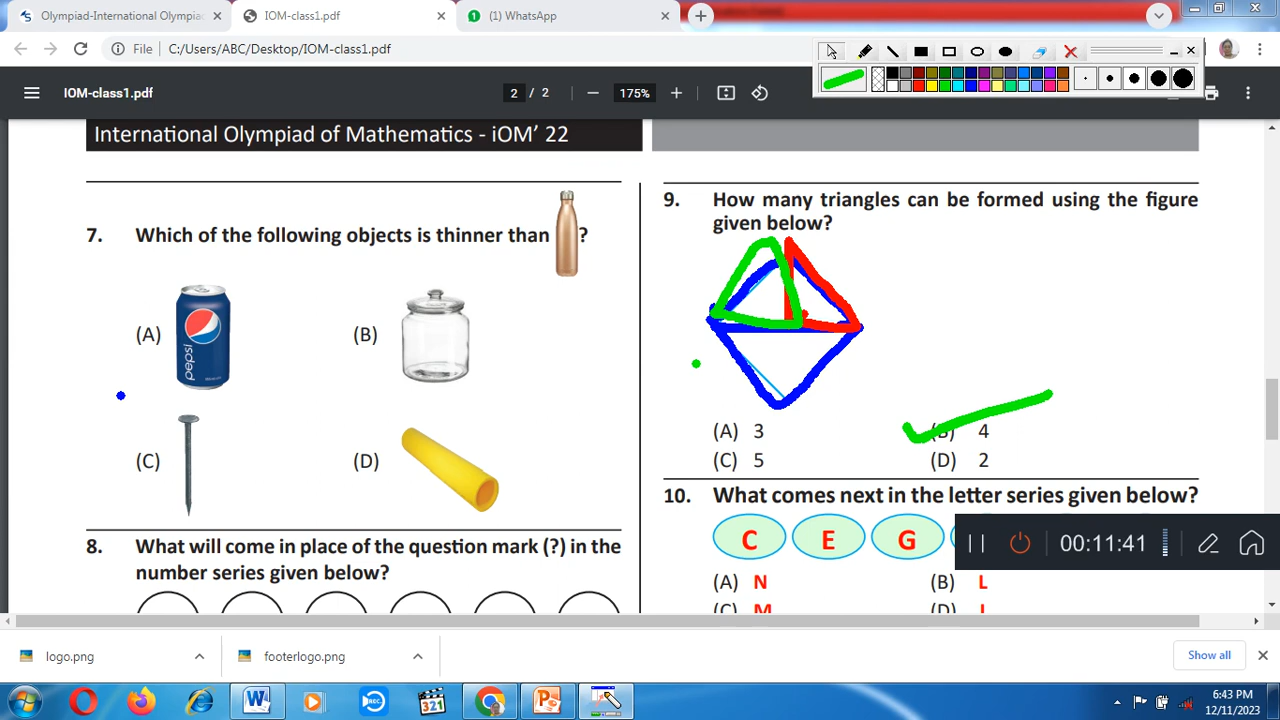 Olympiad-International Olympiac
IOM-class1.pdf
(1) WhatsApp
File
C:/Users/ABC/Desktop/IOM-class1.pdf
IOM-class1.pdf
2 / 2
175%
International Olympiad of Mathematics - iOM' 22
7. Which of the following objects is thinner than ?
(A)
pepsi
(B)
(C)
(D)
8. What will come in place of the question mark (?) in the
number series given below?
9. How many triangles can be formed using the figure
given below?
(A) 3
(B) 4
(C) 5
(D) 2
10. What comes next in the letter series given below?
C E G
(A) N
(B) L
(C) M
(D)
00:11:41
logo.png
footerlogo.png
Show all
W
REC
321
P
6:43 PM
12/11/2023